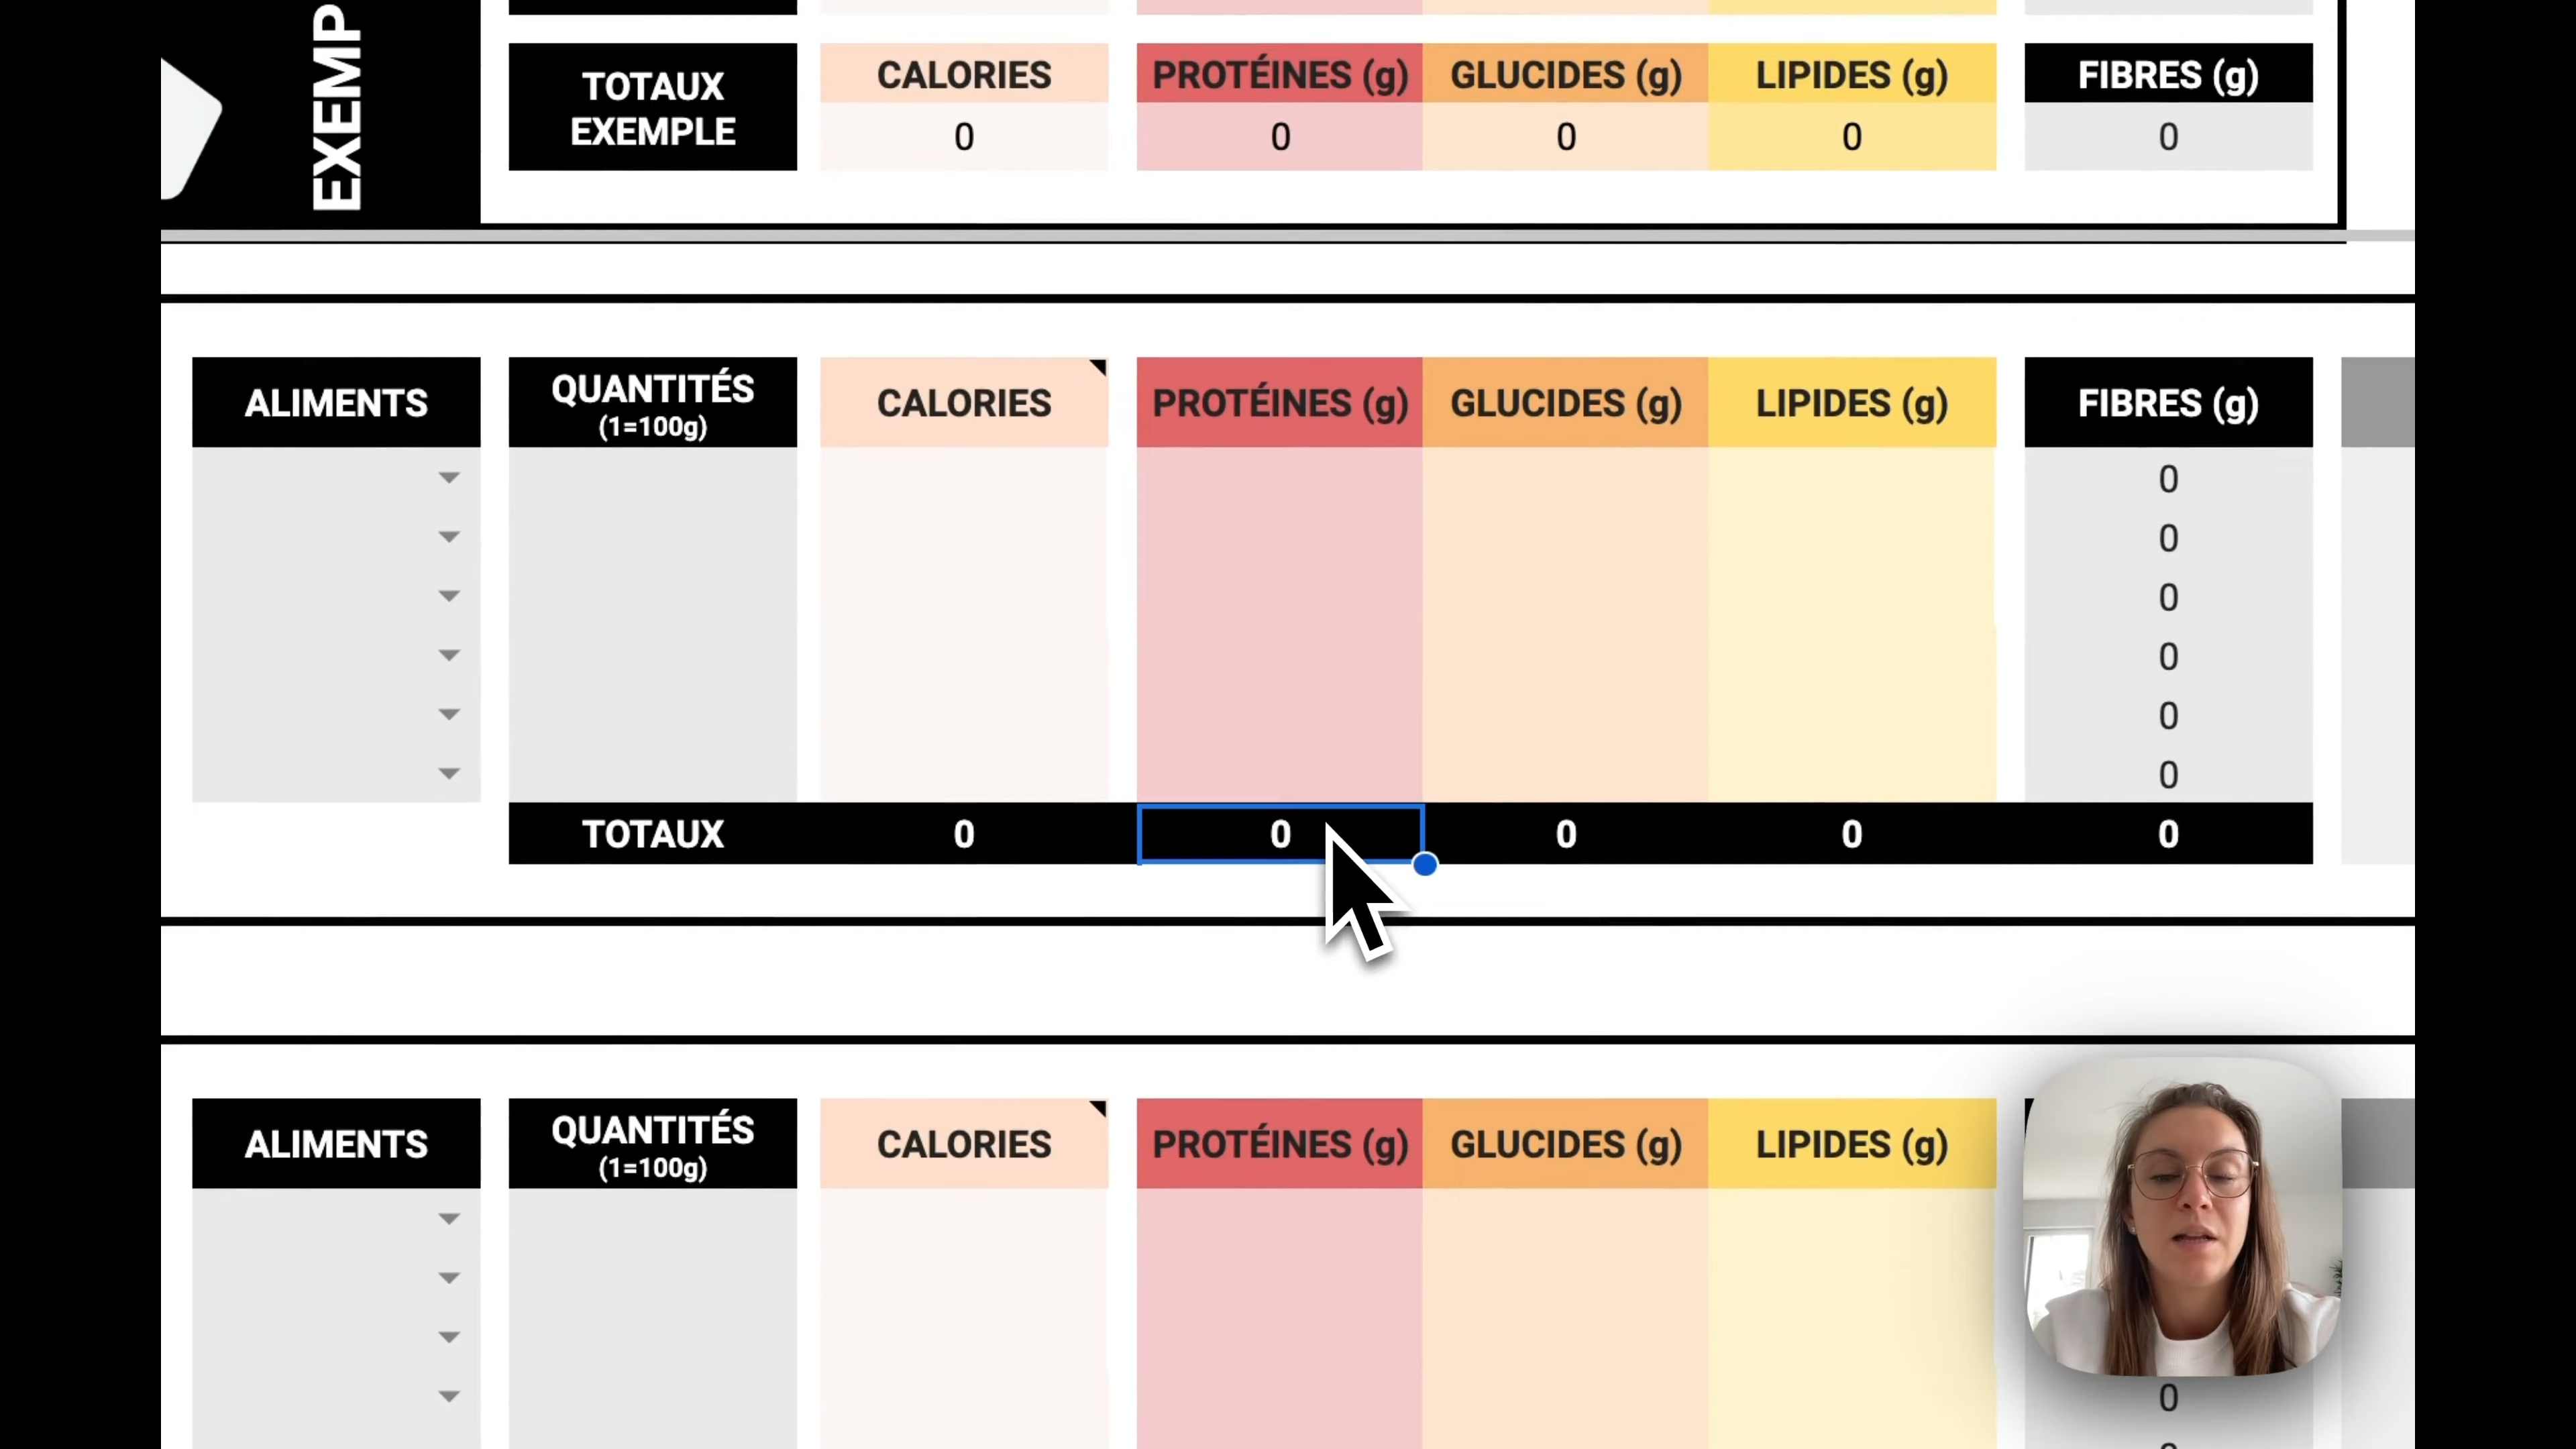 EXEMP
TOTAUX
EXEMPLE
CALORIES
PROTÉINES (g)
GLUCIDES (g)
LIPIDES (g)
FIBRES (g)
0
0
0
0
0
ALIMENTS
QUANTITÉS
(1=100g)
CALORIES
PROTÉINES (g)
GLUCIDES (g)
LIPIDES (g)
FIBRES (g)
0
0
0
0
0
0
TOTAUX
0
0
0
0
0
ALIMENTS
QUANTITÉS
(1=100g)
CALORIES
PROTÉINES (g)
GLUCIDES (g)
LIPIDES (g)
0